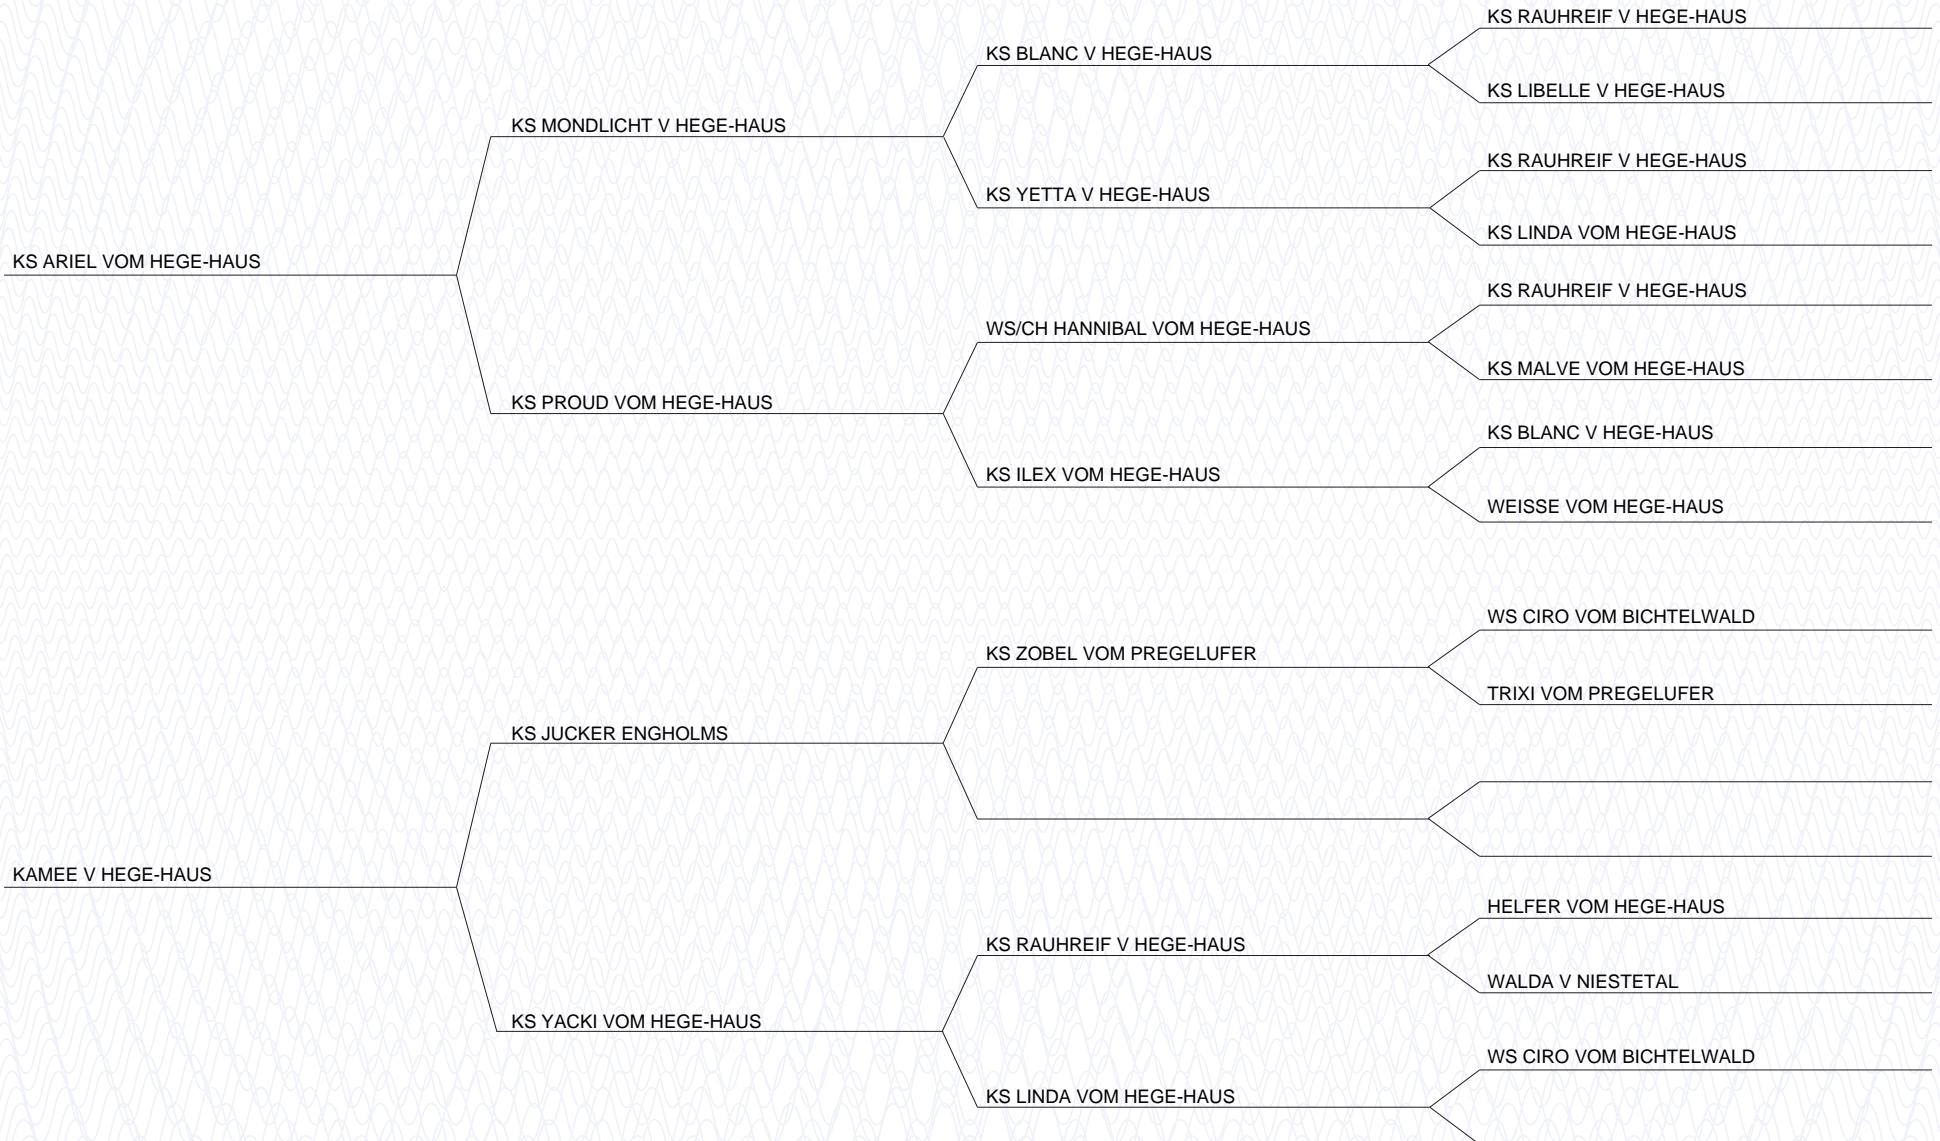 KS RAUHREIF V HEGE-HAUS
KS BLANC V HEGE-HAUS
KS LIBELLE V HEGE-HAUS
KS MONDLICHT V HEGE-HAUS
KS RAUHREIF V HEGE-HAUS
KS YETTA V HEGE-HAUS
KS LINDA VOM HEGE-HAUS
KS ARIEL VOM HEGE-HAUS
KS RAUHREIF V HEGE-HAUS
WS/CH HANNIBAL VOM HEGE-HAUS
KS MALVE VOM HEGE-HAUS
KS PROUD VOM HEGE-HAUS
KS BLANC V HEGE-HAUS
KS ILEX VOM HEGE-HAUS
WEISSE VOM HEGE-HAUS
WS CIRO VOM BICHTELWALD
KS ZOBEL VOM PREGELUFER
TRIXI VOM PREGELUFER
KS JUCKER ENGHOLMS
KAMEE V HEGE-HAUS
HELFER VOM HEGE-HAUS
KS RAUHREIF V HEGE-HAUS
WALDA V NIESTETAL
KS YACKI VOM HEGE-HAUS
WS CIRO VOM BICHTELWALD
KS LINDA VOM HEGE-HAUS